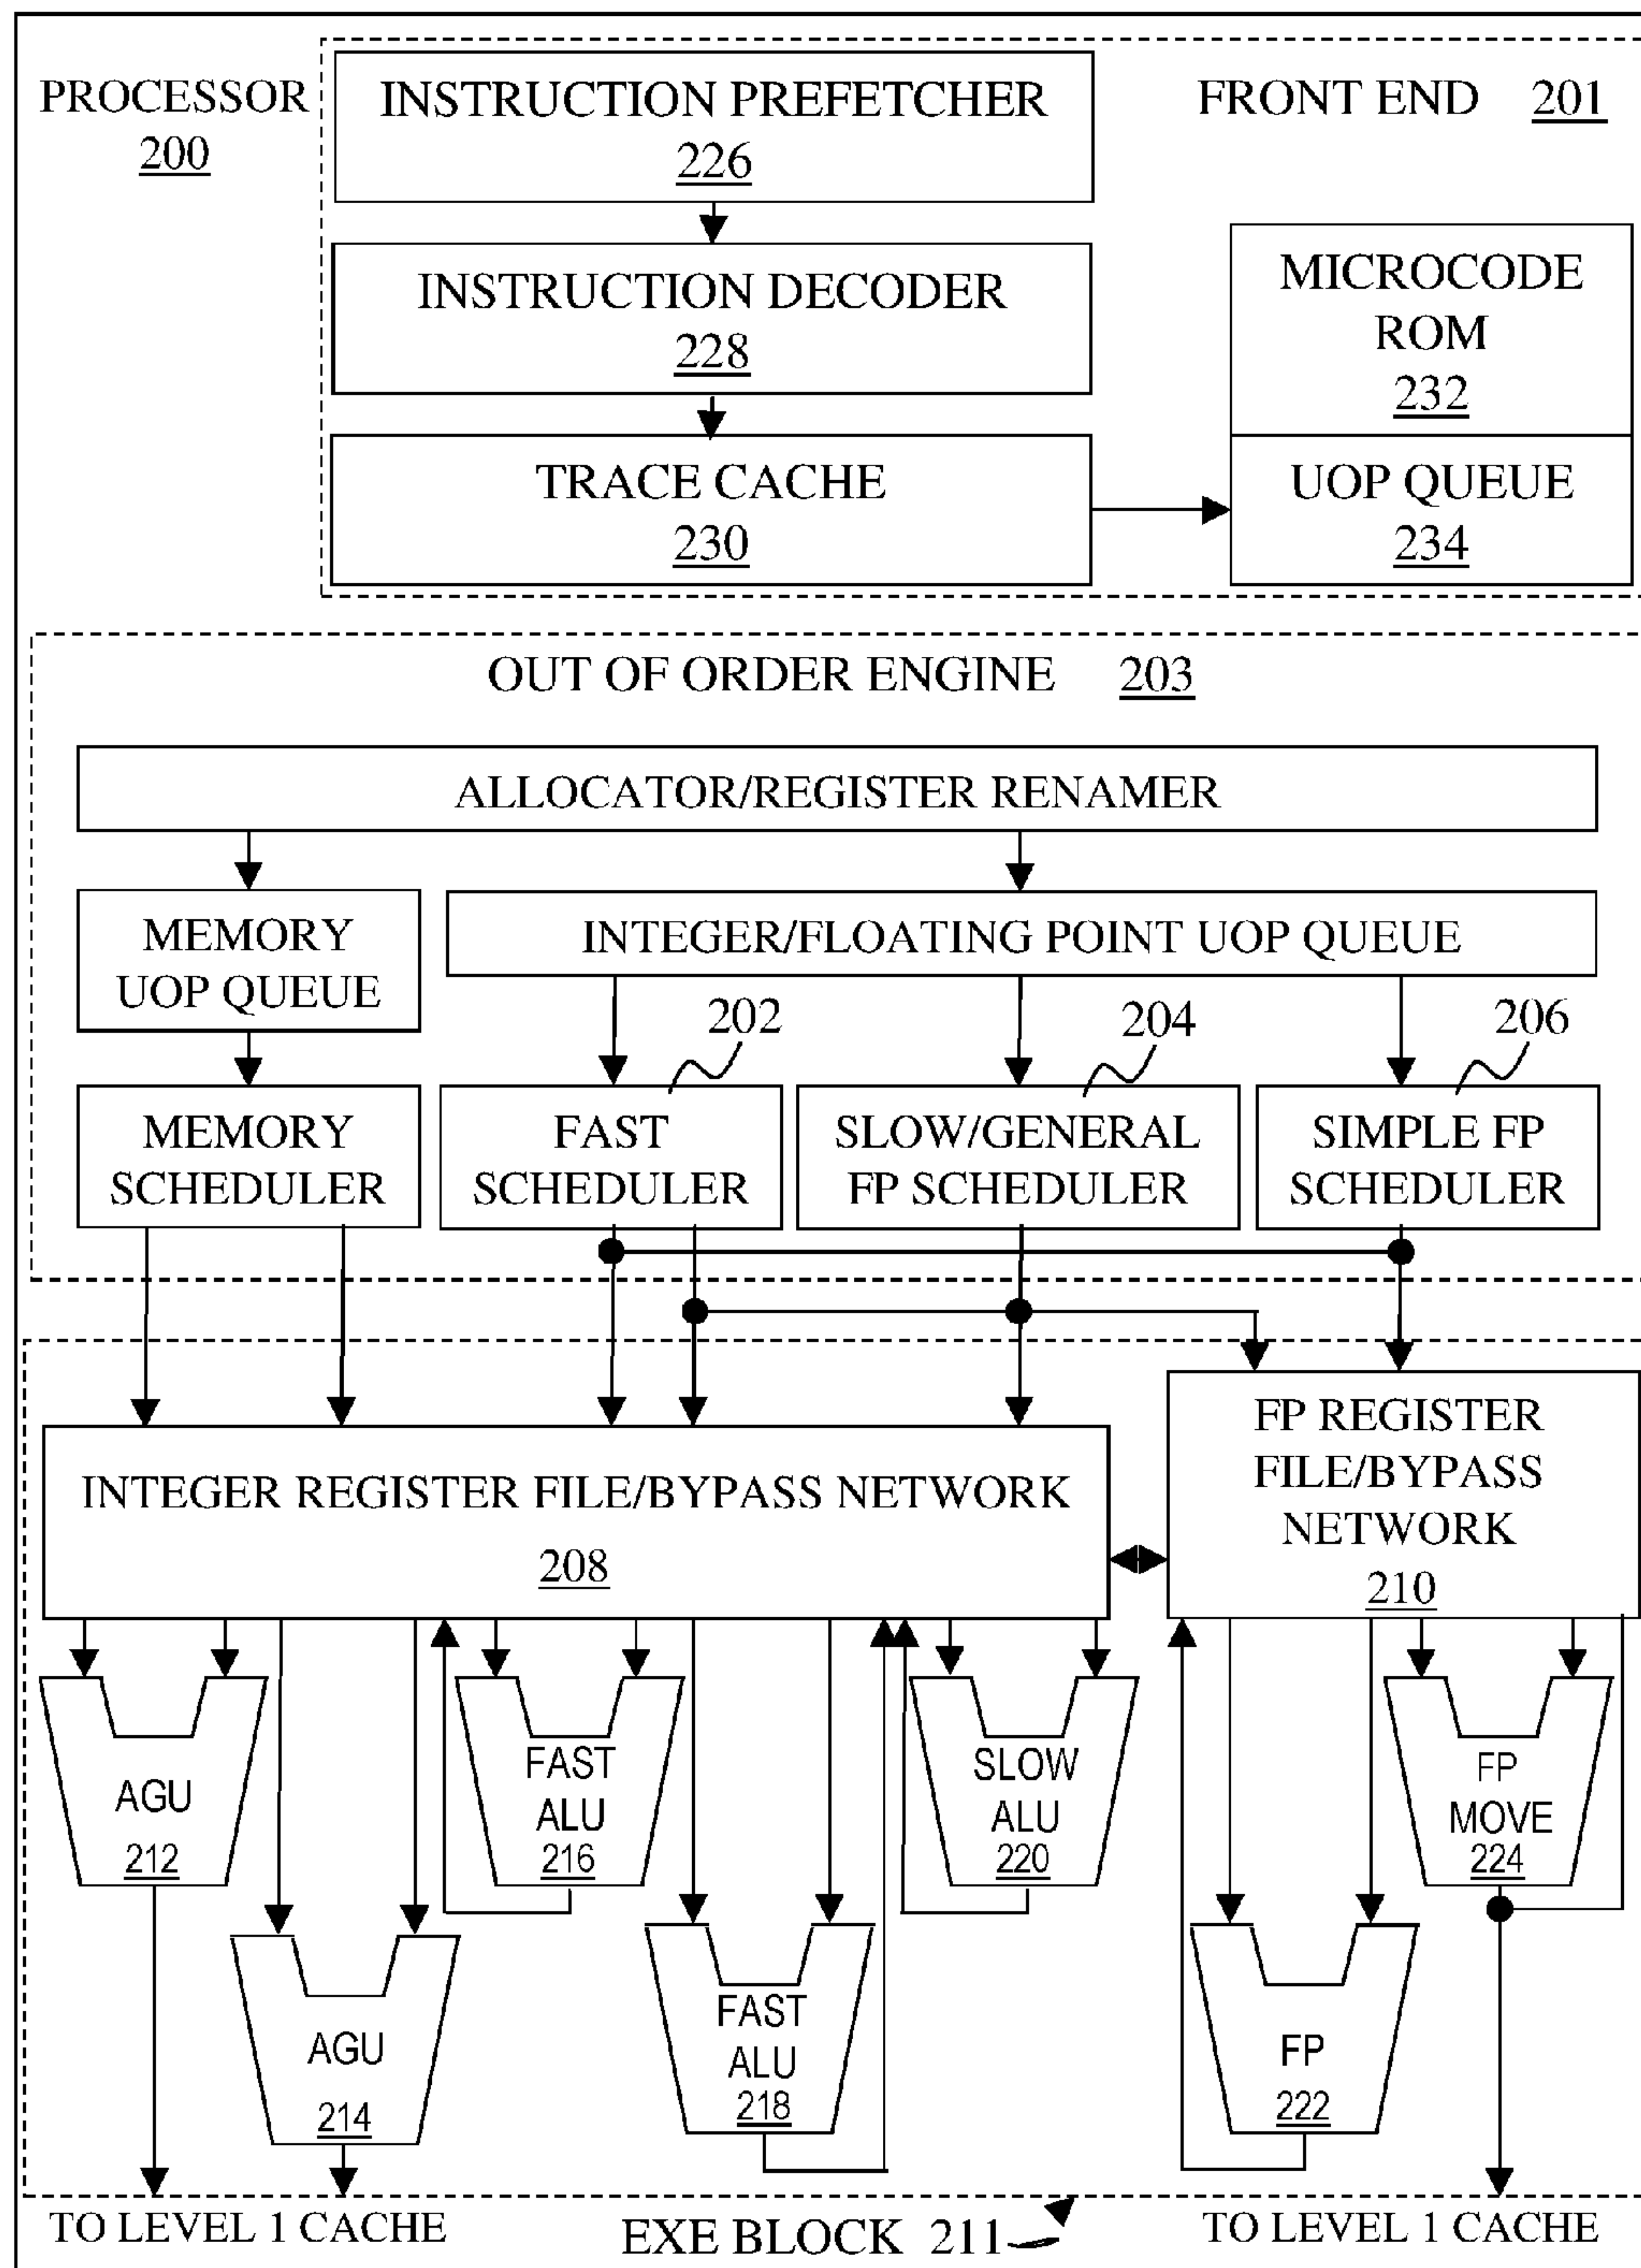 PROCESSOR
200
INSTRUCTION PREFETCHER
226
FRONT END 201
INSTRUCTION DECODER
228
MICROCODE
ROM
232
TRACE CACHE
230
UOP QUEUE
234
OUT OF ORDER ENGINE 203
ALLOCATOR/REGISTER RENAMER
MEMORY
UOP QUEUE
INTEGER/FLOATING POINT UOP QUEUE
202
204
206
MEMORY
SCHEDULER
FAST
SCHEDULER
SLOW/GENERAL
FP SCHEDULER
SIMPLE FP
SCHEDULER
INTEGER REGISTER FILE/BYPASS NETWORK
208
FP REGISTER
FILE/BYPASS
NETWORK
210
AGU
212
FAST
ALU
216
SLOW
ALU
220
FP
MOVE
224
AGU
214
FAST
ALU
218
FP
222
TO LEVEL 1 CACHE
EXE BLOCK 211
TO LEVEL 1 CACHE